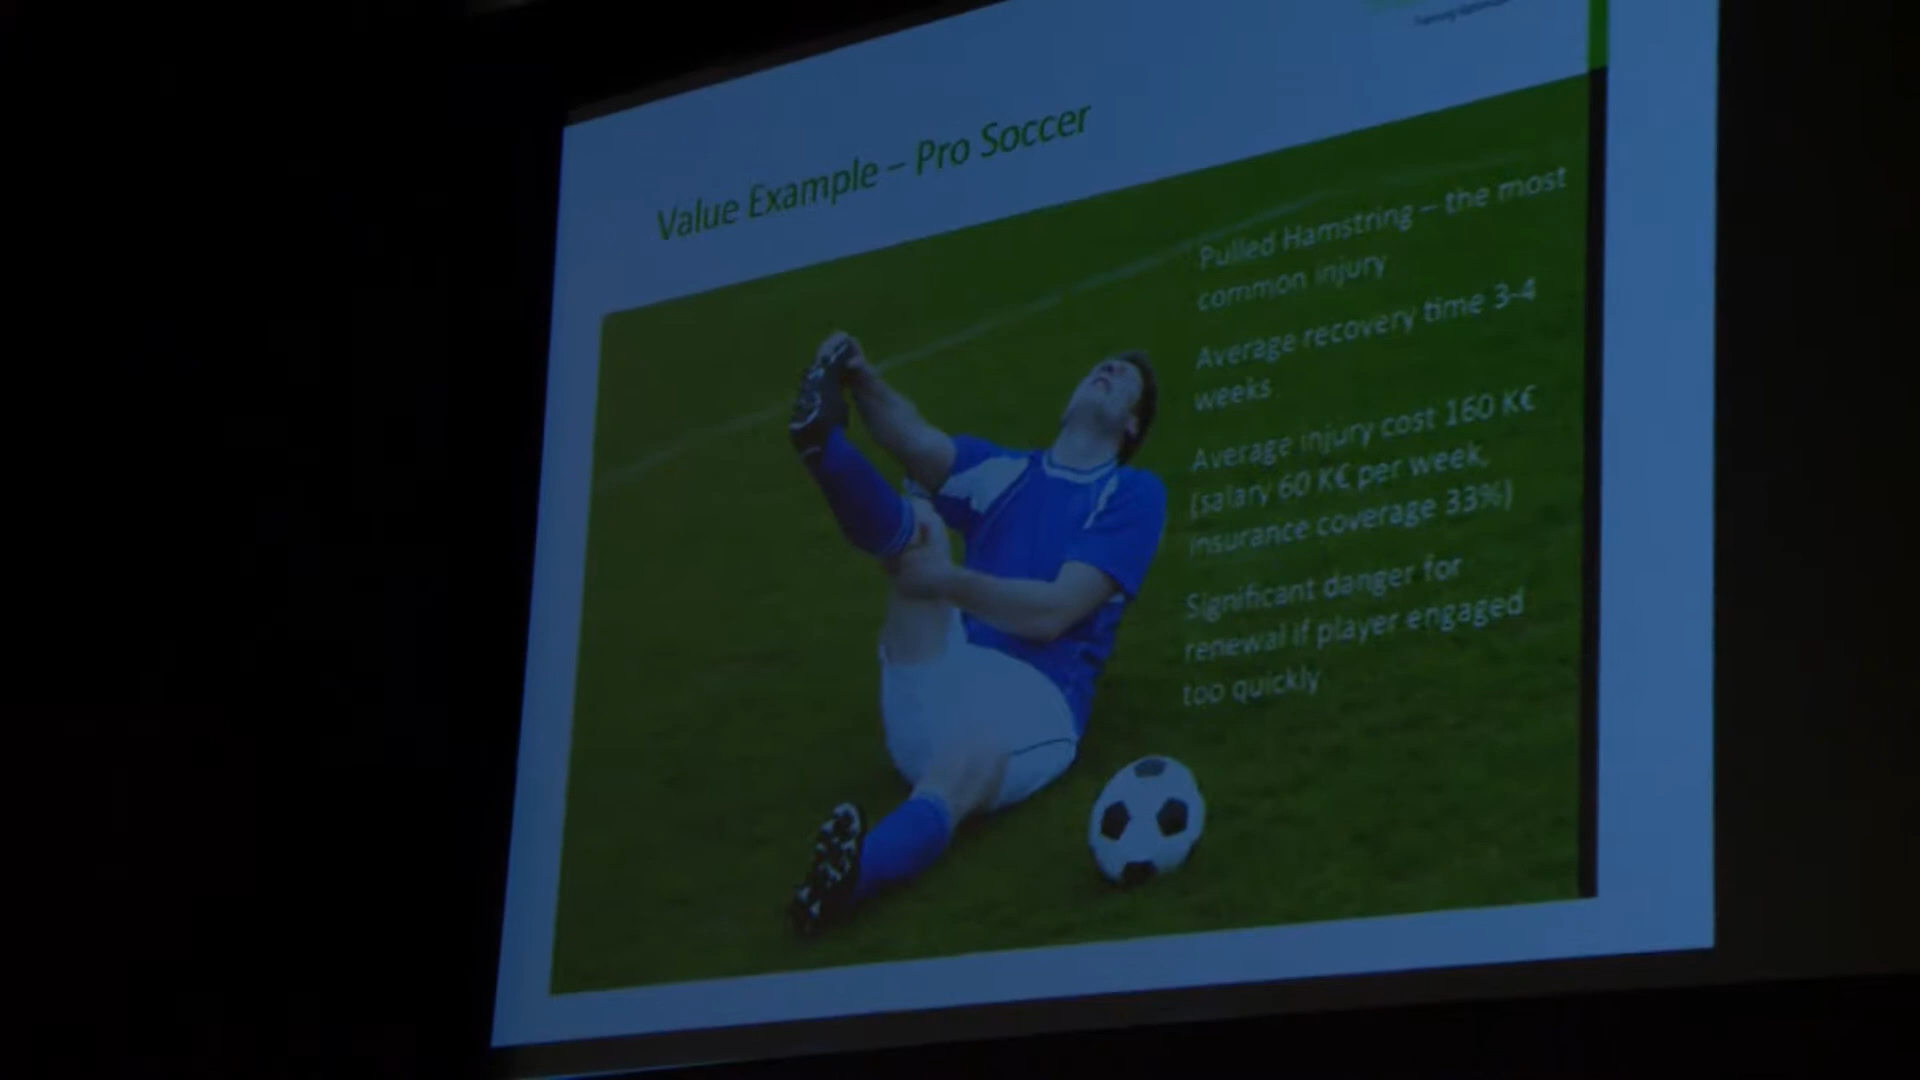 Value Example – Pro Soccer
Pulled Hamstring – the most
common injury
Average recovery time 3-4
weeks
Average injury cost 160 K€
(salary 60 K€ per week,
insurance coverage 33%)
Significant danger for
renewal if player engaged
too quickly